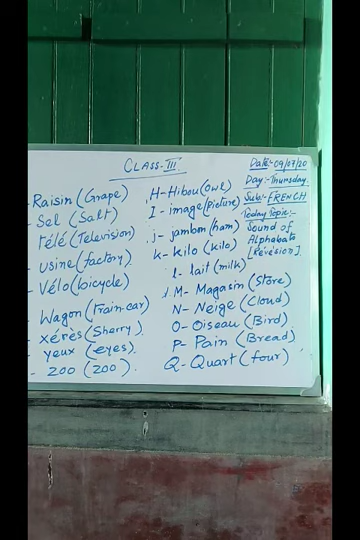 CLASS-III
Date:- 09/07/20
Day:- Thursday
Sub:- FRENCH
Today Topic:-
Sound of
Alphabets
[Révision]
- Raisin (Grape)
- Sel (Salt)
- télé (Television)
- usine (factory)
- Vélo (bicycle)
- Wagon (train-car)
- xérès (Sherry)
- yeux (eyes)
- zoo (zoo)
H- Hibou (owl)
I- image (picture)
j- jambon (ham)
k- kilo (kilo)
l- lait (milk)
M- Magasin (Store)
N- Neige (Cloud)
O- Oiseau (Bird)
P- Pain (Bread)
Q- Quart (four)